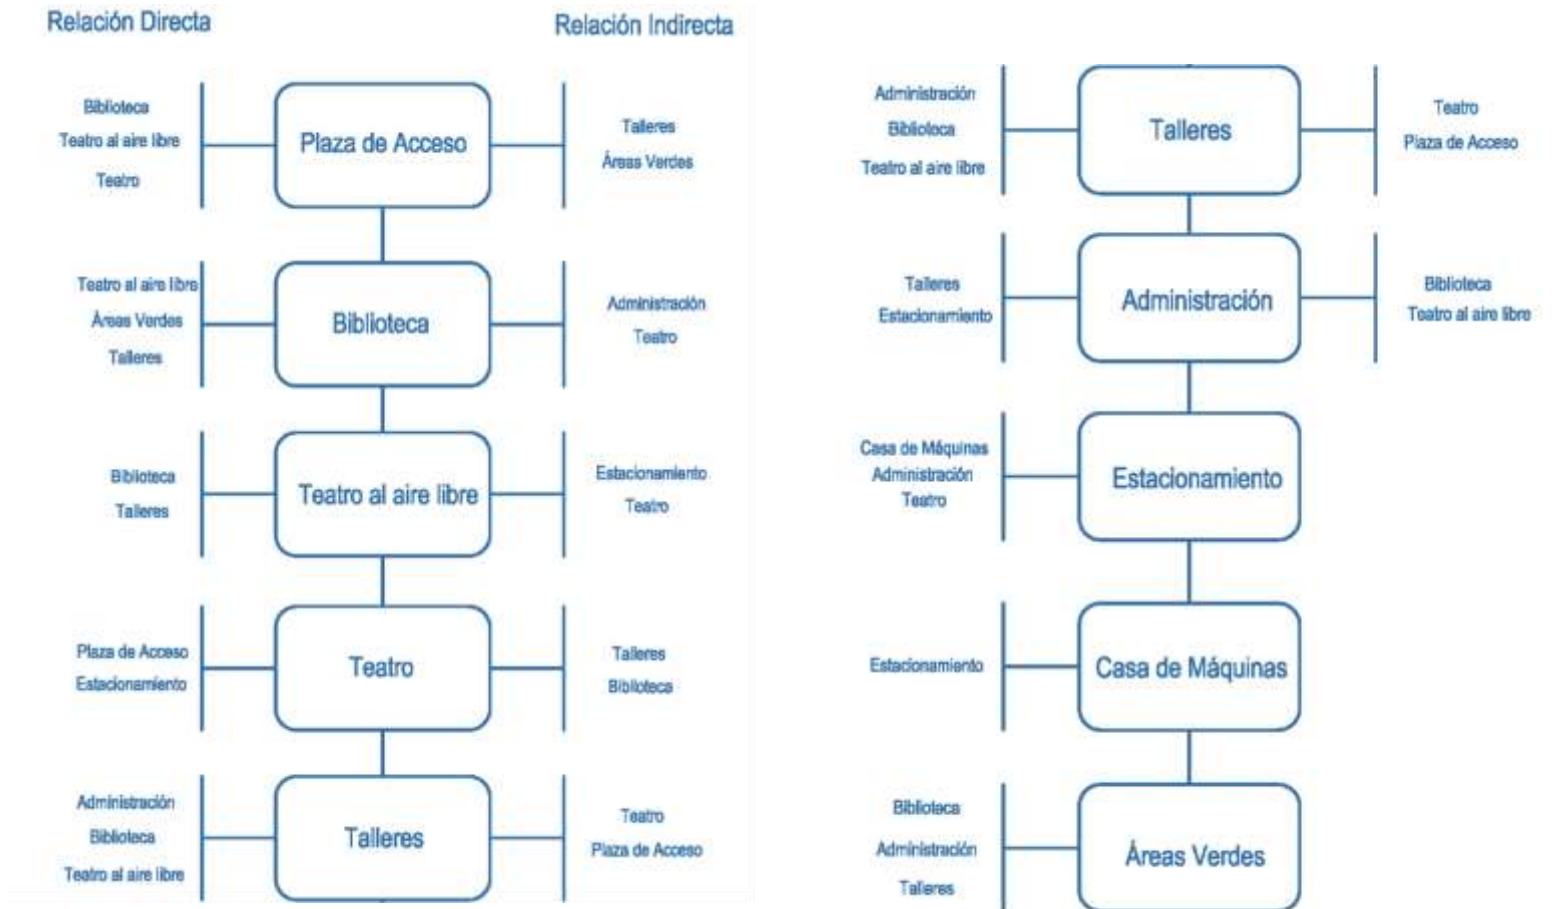 Relación Directa
Relación Indirecta
Biblioteca
Teatro al aire libre
Teatro
Plaza de Acceso
Talleres
Áreas Verdes
Teatro al aire libre
Áreas Verdes
Talleres
Biblioteca
Administración
Teatro
Biblioteca
Talleres
Teatro al aire libre
Estacionamiento
Teatro
Plaza de Acceso
Estacionamiento
Teatro
Talleres
Biblioteca
Administración
Biblioteca
Teatro al aire libre
Talleres
Teatro
Plaza de Acceso
Administración
Biblioteca
Teatro al aire libre
Talleres
Teatro
Plaza de Acceso
Talleres
Estacionamiento
Administración
Biblioteca
Teatro al aire libre
Casa de Máquinas
Administración
Teatro
Estacionamiento
Estacionamiento
Casa de Máquinas
Biblioteca
Administración
Talleres
Áreas Verdes